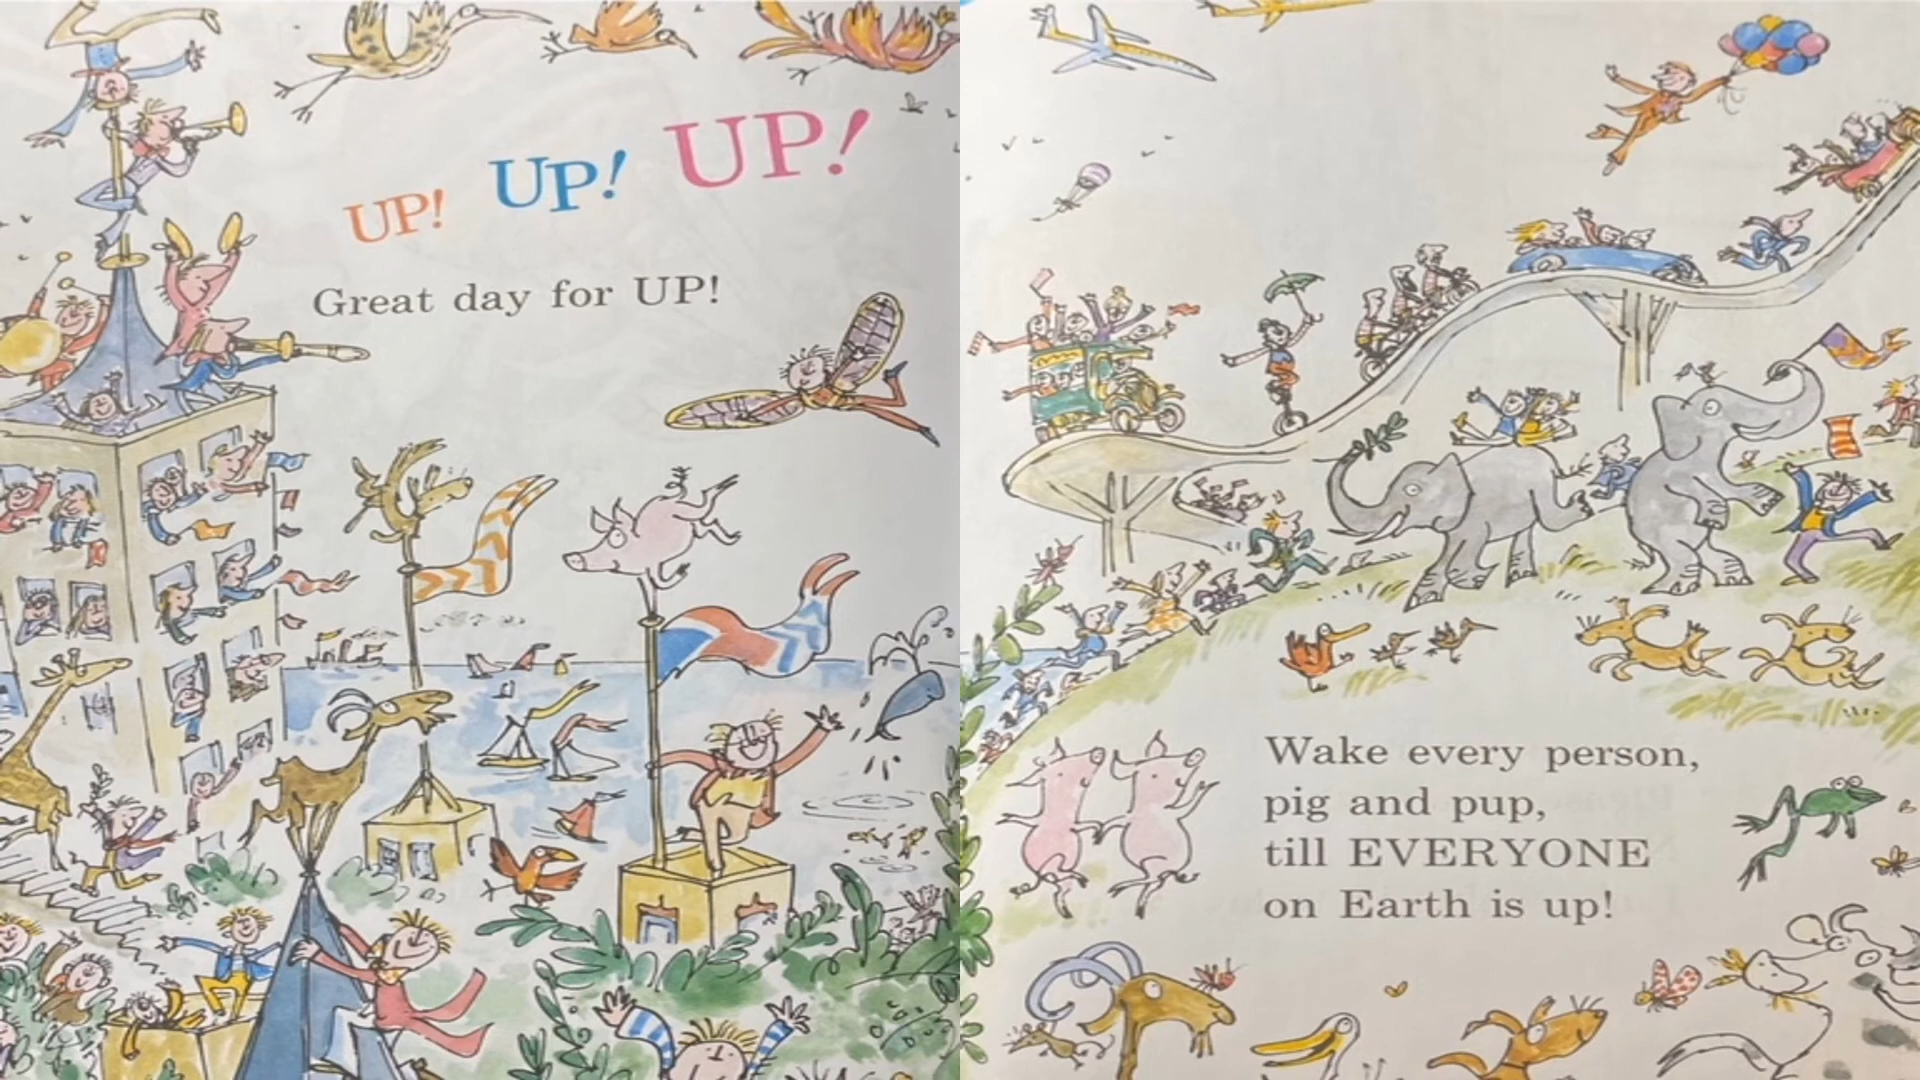 UP! UP! UP!
Great day for UP!
Wake every person,
pig and pup,
till EVERYONE
on Earth is up!